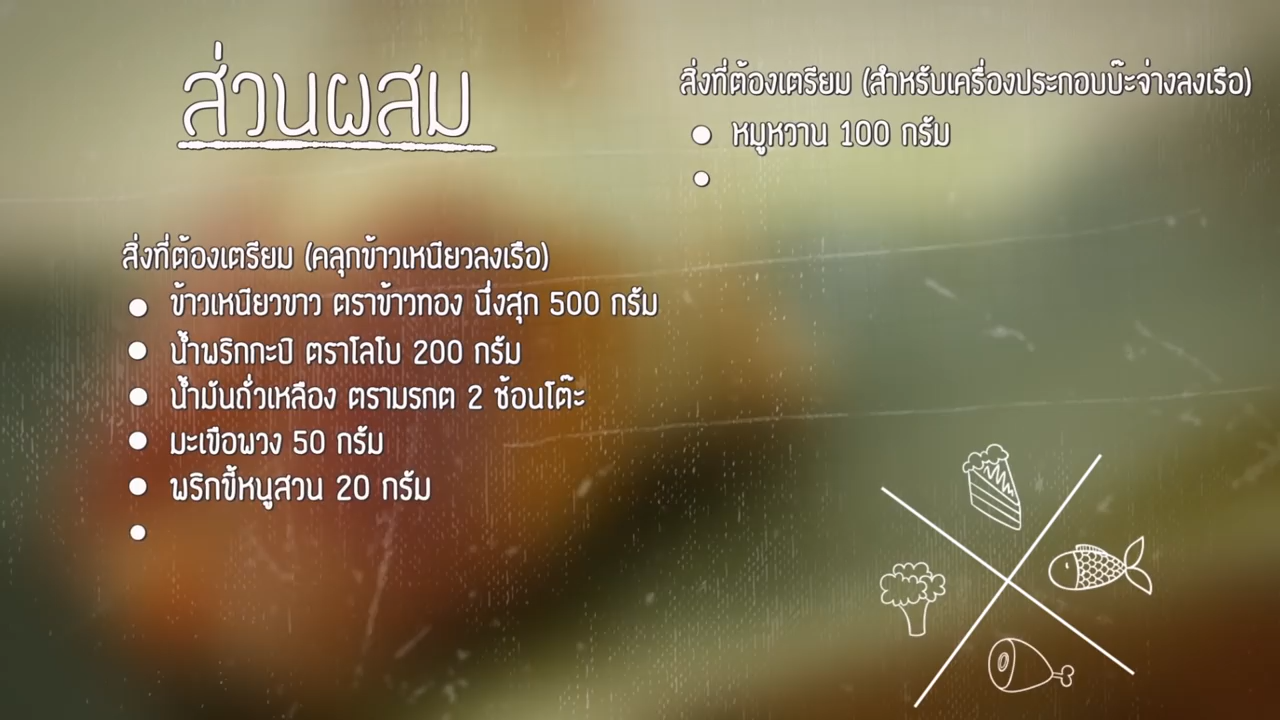 ส่วนผสม
สิ่งที่ต้องเตรียม (คลุกข้าวเหนียวลงเรือ)
ข้าวเหนียวขาว ตราข้าวทอง นึ่งสุก 500 กรัม
น้ำพริกกะปิ ตราโลโบ 200 กรัม
น้ำมันถั่วเหลือง ตรามรกต 2 ช้อนโต๊ะ
มะเขือพวง 50 กรัม
พริกขี้หนูสวน 20 กรัม
สิ่งที่ต้องเตรียม (สำหรับเครื่องประกอบบ๊ะจ่างลงเรือ)
หมูหวาน 100 กรัม